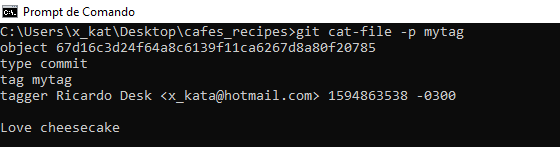 Prompt de Comando
C:\Users\x_kat\Desktop\cafes_recipes>git cat-file -p mytag
object 67d16c3d24f64a8c6139f11ca6267d8a80f20785
type commit
tag mytag
tagger Ricardo Desk <x_kata@hotmail.com> 1594863538 -0300
Love cheesecake